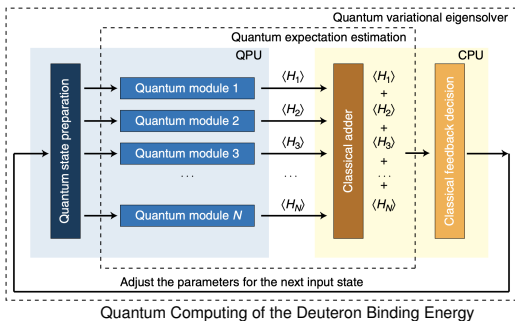 Quantum variational eigensolver
Quantum expectation estimation
QPU
CPU
Quantum state preparation
Quantum module 1
Quantum module 2
Quantum module 3
...
Quantum module N
⟨H₁⟩
⟨H₂⟩
⟨H₃⟩
...
⟨H_N⟩
Classical adder
⟨H₁⟩
+
⟨H₂⟩
+
⟨H₃⟩
+
...
+
⟨H_N⟩
Classical feedback decision
Adjust the parameters for the next input state
Quantum Computing of the Deuteron Binding Energy